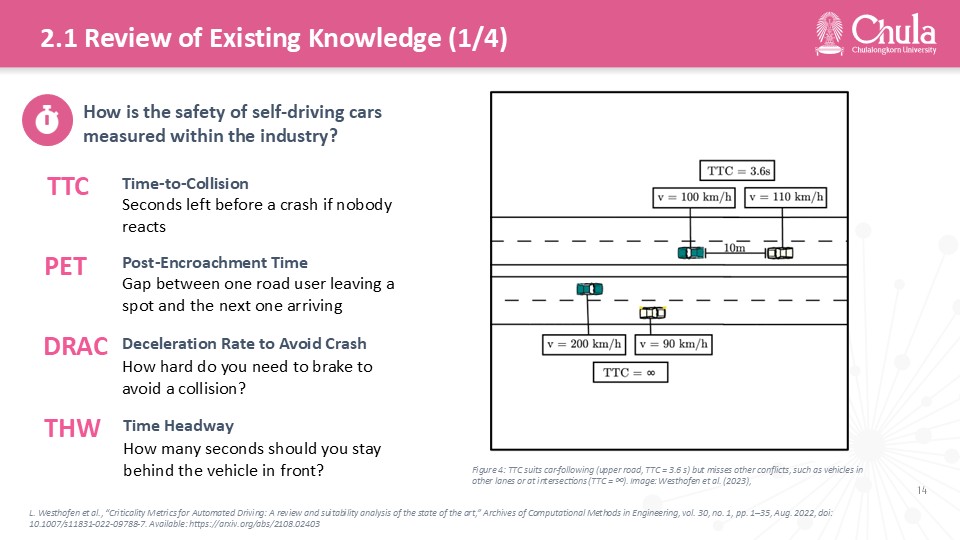 2.1 Review of Existing Knowledge (1/4)
Chula
Chulalongkorn University
How is the safety of self-driving cars
measured within the industry?
TTC
Time-to-Collision
Seconds left before a crash if nobody
reacts
PET
Post-Encroachment Time
Gap between one road user leaving a
spot and the next one arriving
DRAC
Deceleration Rate to Avoid Crash
How hard do you need to brake to
avoid a collision?
THW
Time Headway
How many seconds should you stay
behind the vehicle in front?
TTC = 3.6s
v = 100 km/h
v = 110 km/h
10m
v = 200 km/h
v = 90 km/h
TTC = ∞
Figure 4: TTC suits car-following (upper road, TTC = 3.6 s) but misses other conflicts, such as vehicles in
other lanes or at intersections (TTC = ∞). Image: Westhofen et al. (2023),
14
L. Westhofen et al., “Criticality Metrics for Automated Driving: A review and suitability analysis of the state of the art,” Archives of Computational Methods in Engineering, vol. 30, no. 1, pp. 1–35, Aug. 2022, doi:
10.1007/s11831-022-09788-7. Available: https://arxiv.org/abs/2108.02403